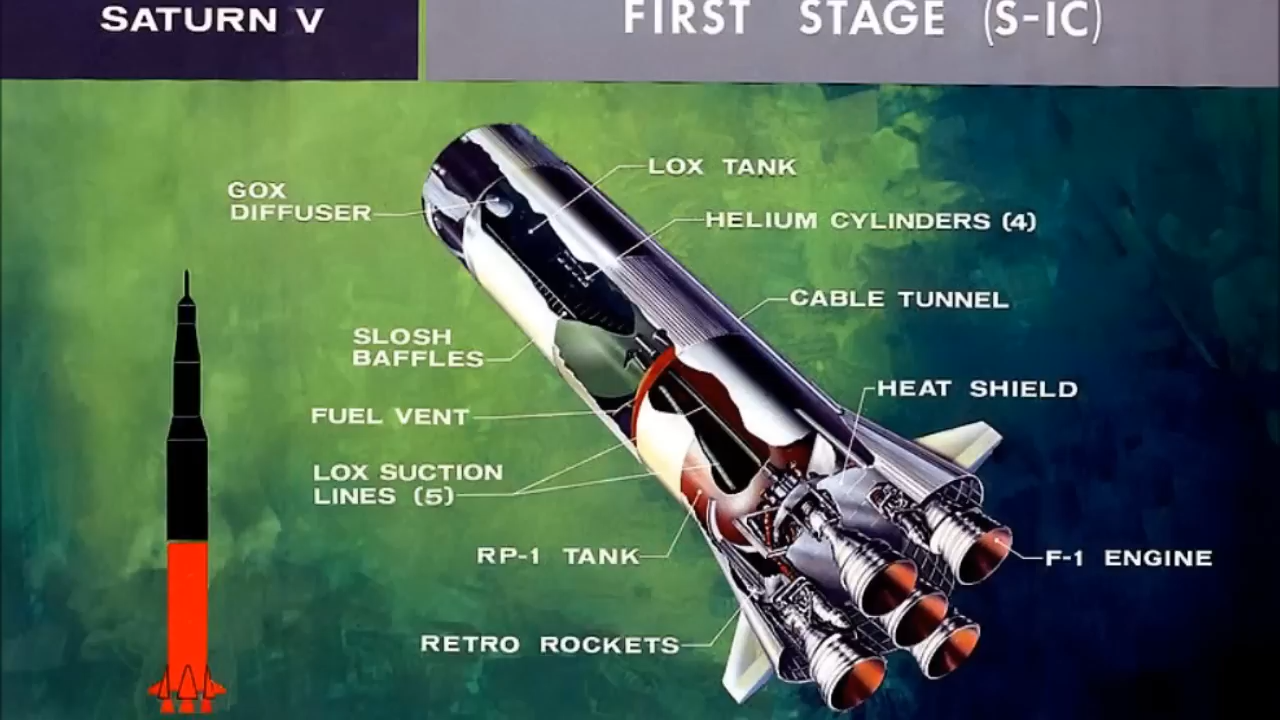 SATURN V
FIRST STAGE (S-IC)
GOX
DIFFUSER
LOX TANK
HELIUM CYLINDERS (4)
CABLE TUNNEL
SLOSH
BAFFLES
HEAT SHIELD
FUEL VENT
LOX SUCTION
LINES (5)
RP-1 TANK
F-1 ENGINE
RETRO ROCKETS